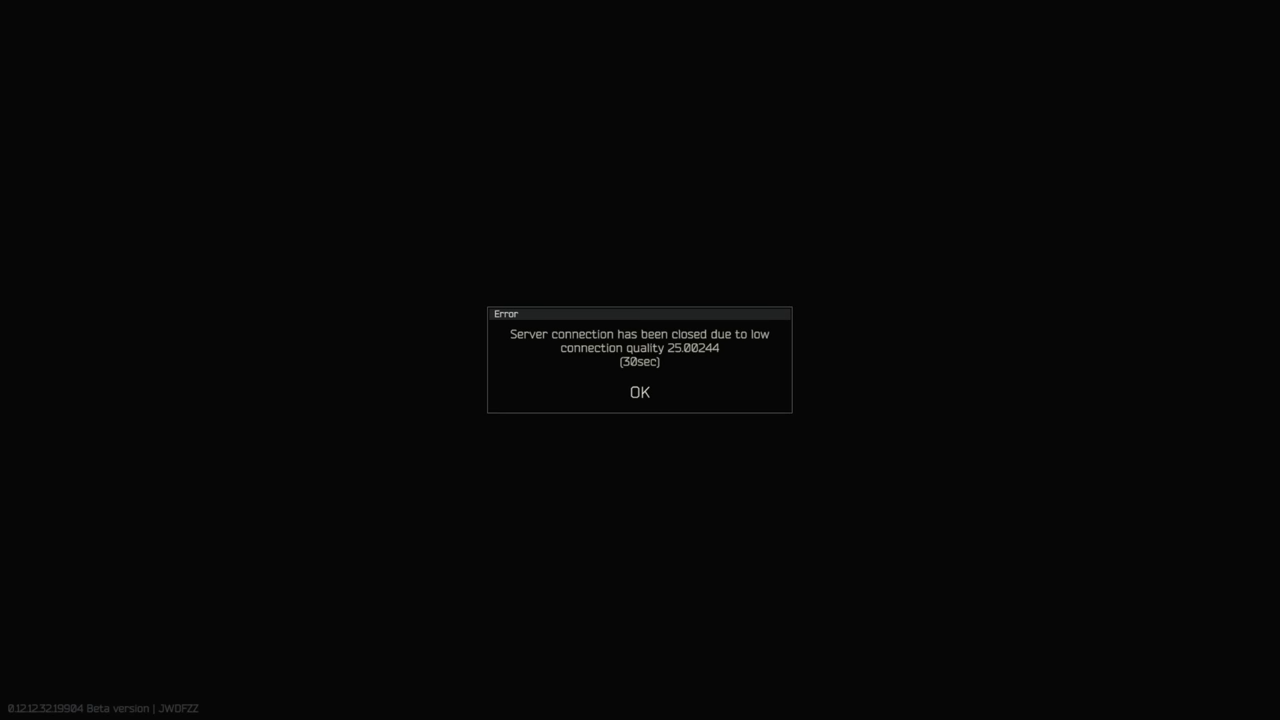 Error
Server connection has been closed due to low
connection quality 25.00244
(30sec)
OK
0.12.12.32.19904 Beta version | JWDFZZ